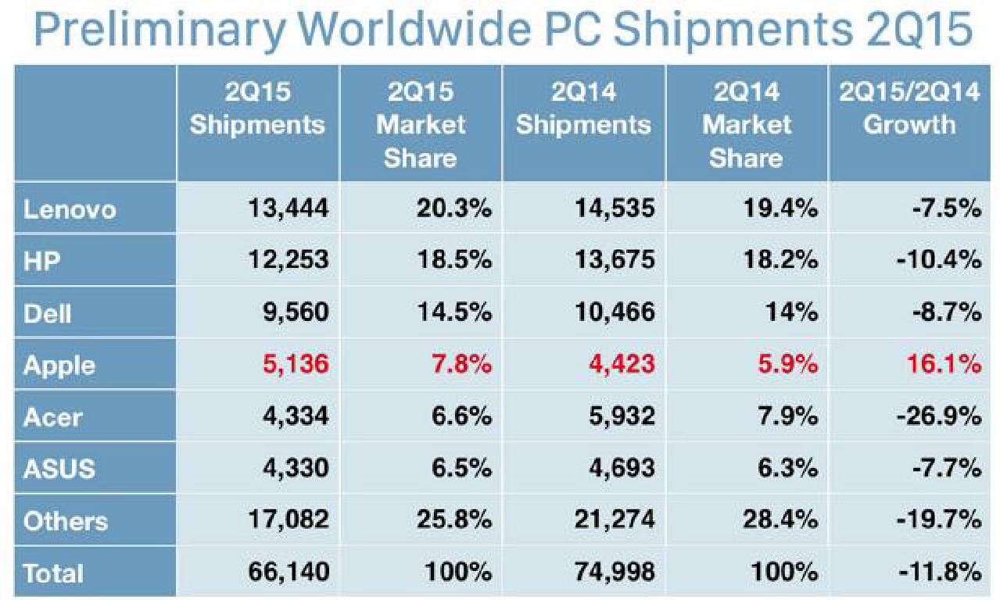 Preliminary Worldwide PC Shipments 2Q15
2Q15 Shipments 2Q15 Market Share 2Q14 Shipments 2Q14 Market Share 2Q15/2Q14 Growth
Lenovo 13,444 20.3% 14,535 19.4% -7.5%
HP 12,253 18.5% 13,675 18.2% -10.4%
Dell 9,560 14.5% 10,466 14% -8.7%
Apple 5,136 7.8% 4,423 5.9% 16.1%
Acer 4,334 6.6% 5,932 7.9% -26.9%
ASUS 4,330 6.5% 4,693 6.3% -7.7%
Others 17,082 25.8% 21,274 28.4% -19.7%
Total 66,140 100% 74,998 100% -11.8%